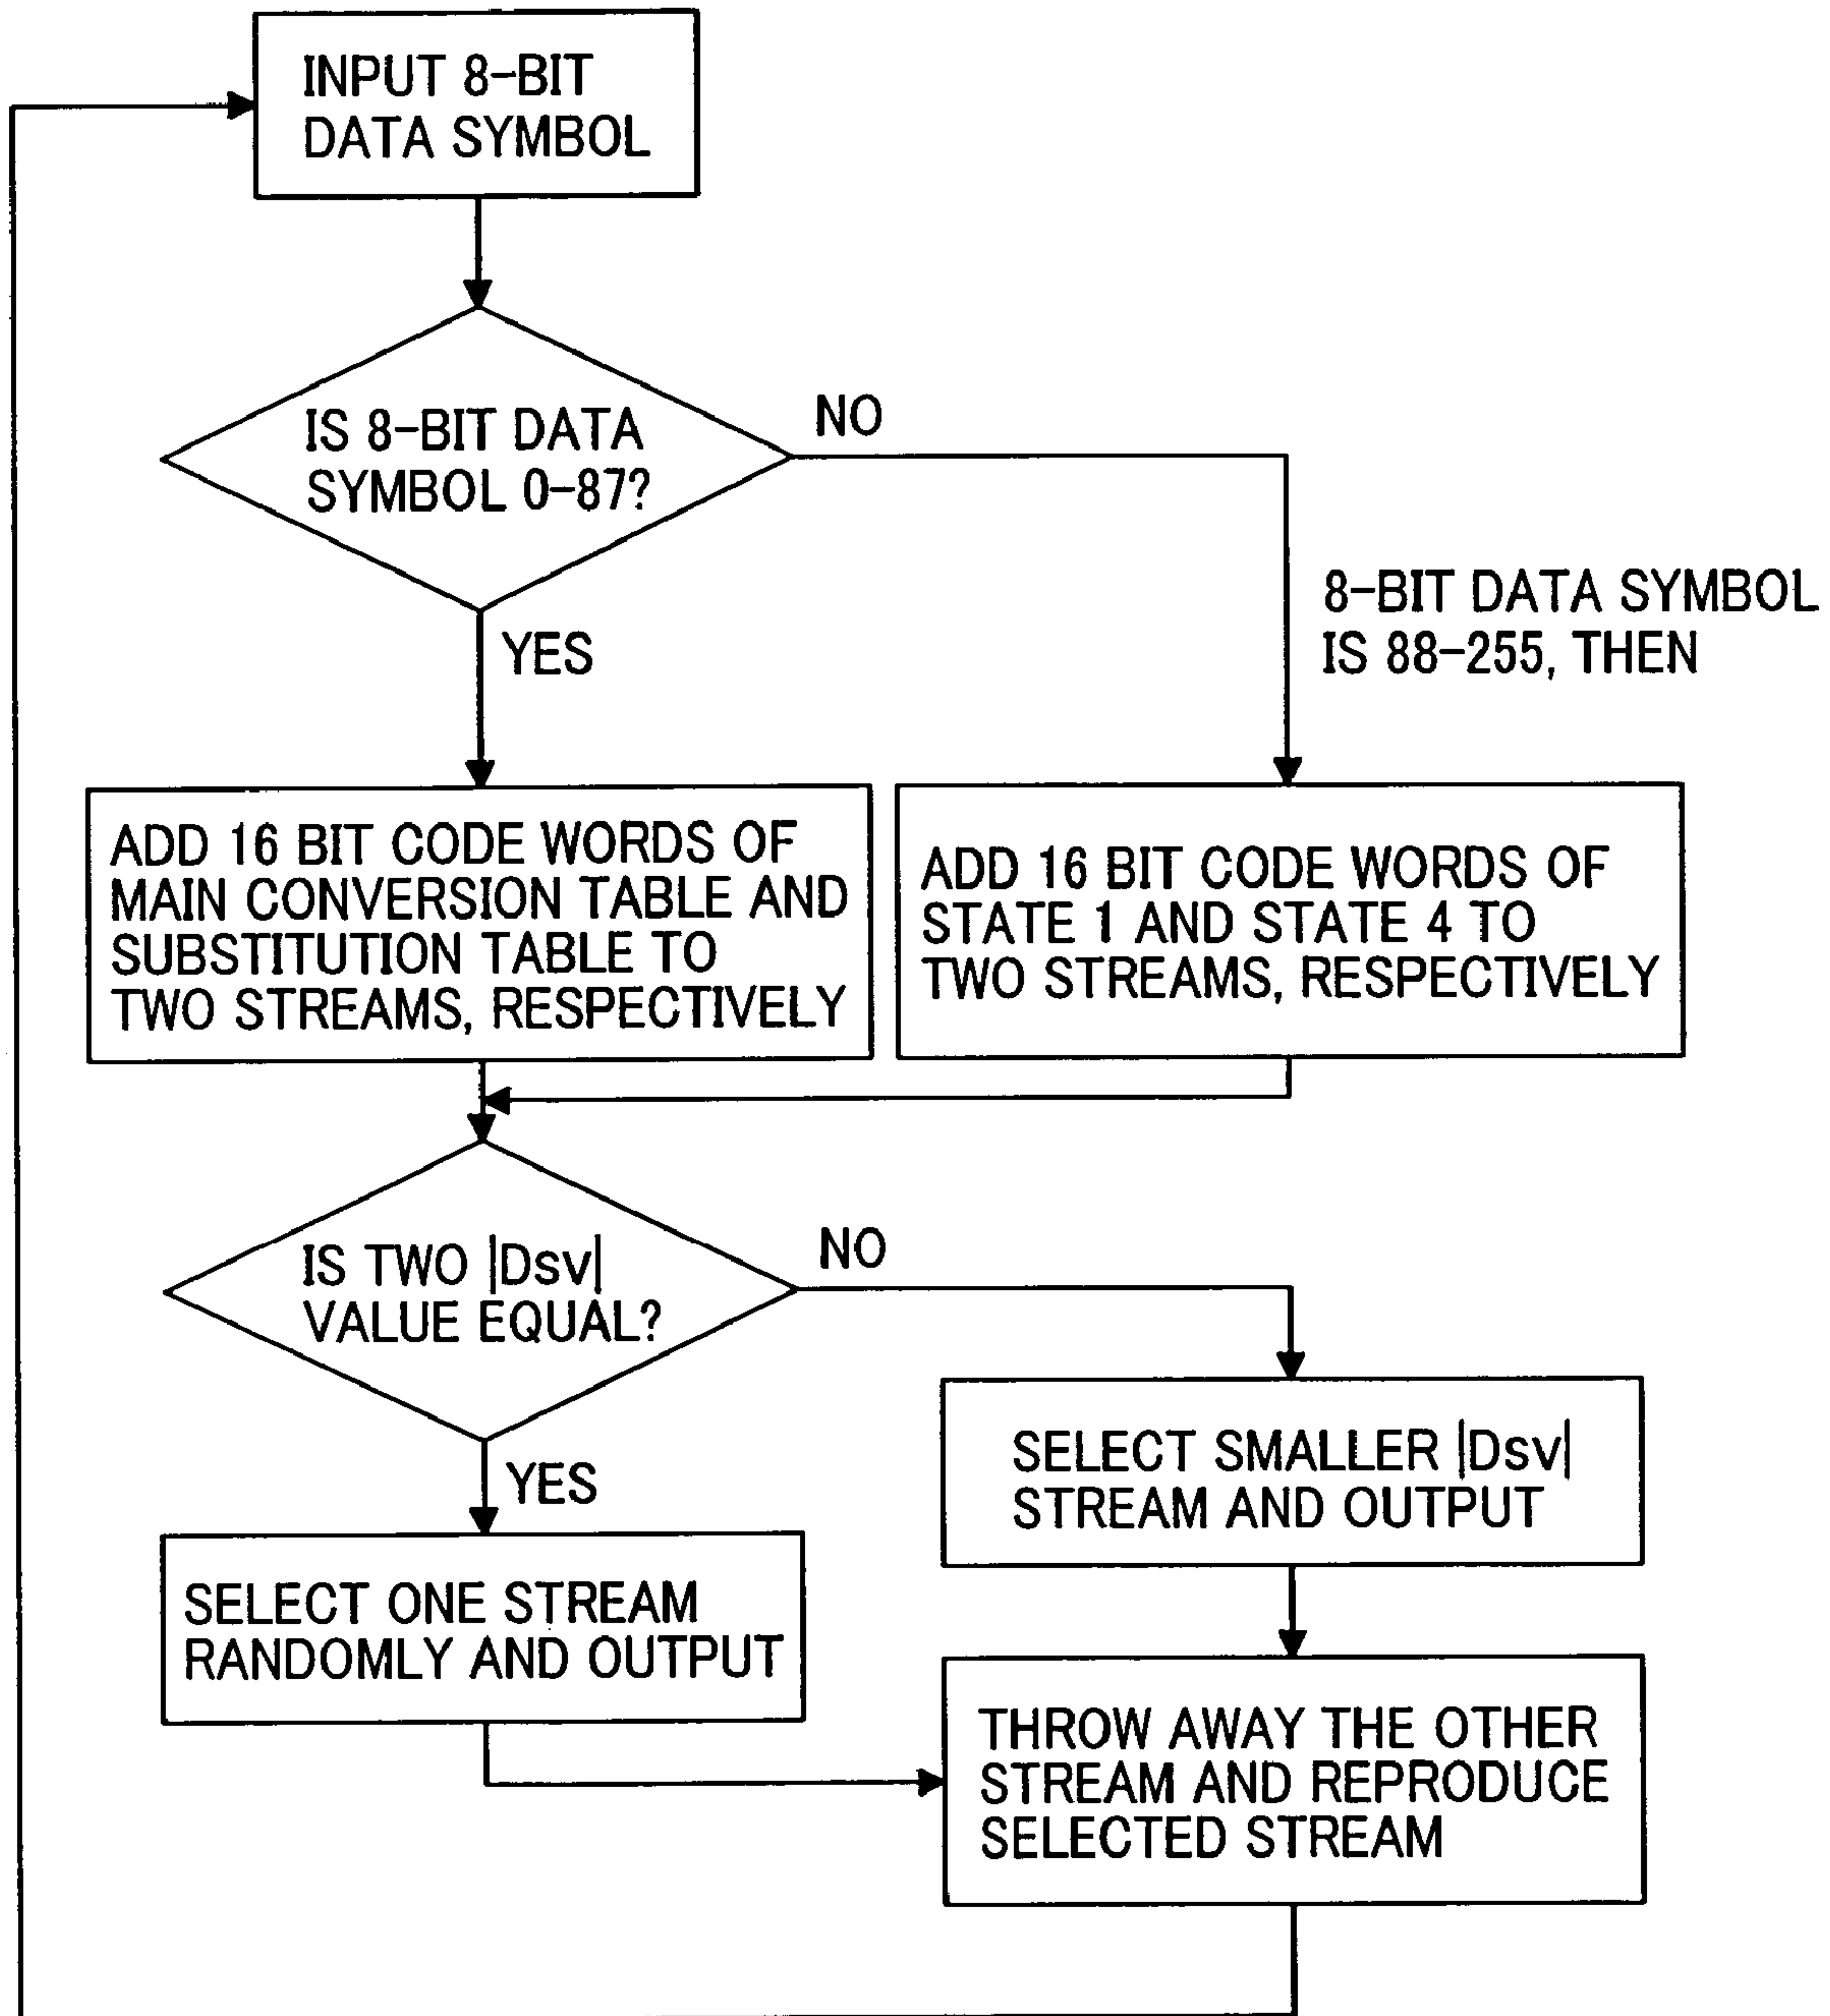 INPUT 8-BIT
DATA SYMBOL
IS 8-BIT DATA
SYMBOL 0-87?
NO
YES
8-BIT DATA SYMBOL
IS 88-255, THEN
ADD 16 BIT CODE WORDS OF
MAIN CONVERSION TABLE AND
SUBSTITUTION TABLE TO
TWO STREAMS, RESPECTIVELY
ADD 16 BIT CODE WORDS OF
STATE 1 AND STATE 4 TO
TWO STREAMS, RESPECTIVELY
IS TWO |Dsv|
VALUE EQUAL?
NO
YES
SELECT SMALLER |Dsv|
STREAM AND OUTPUT
SELECT ONE STREAM
RANDOMLY AND OUTPUT
THROW AWAY THE OTHER
STREAM AND REPRODUCE
SELECTED STREAM